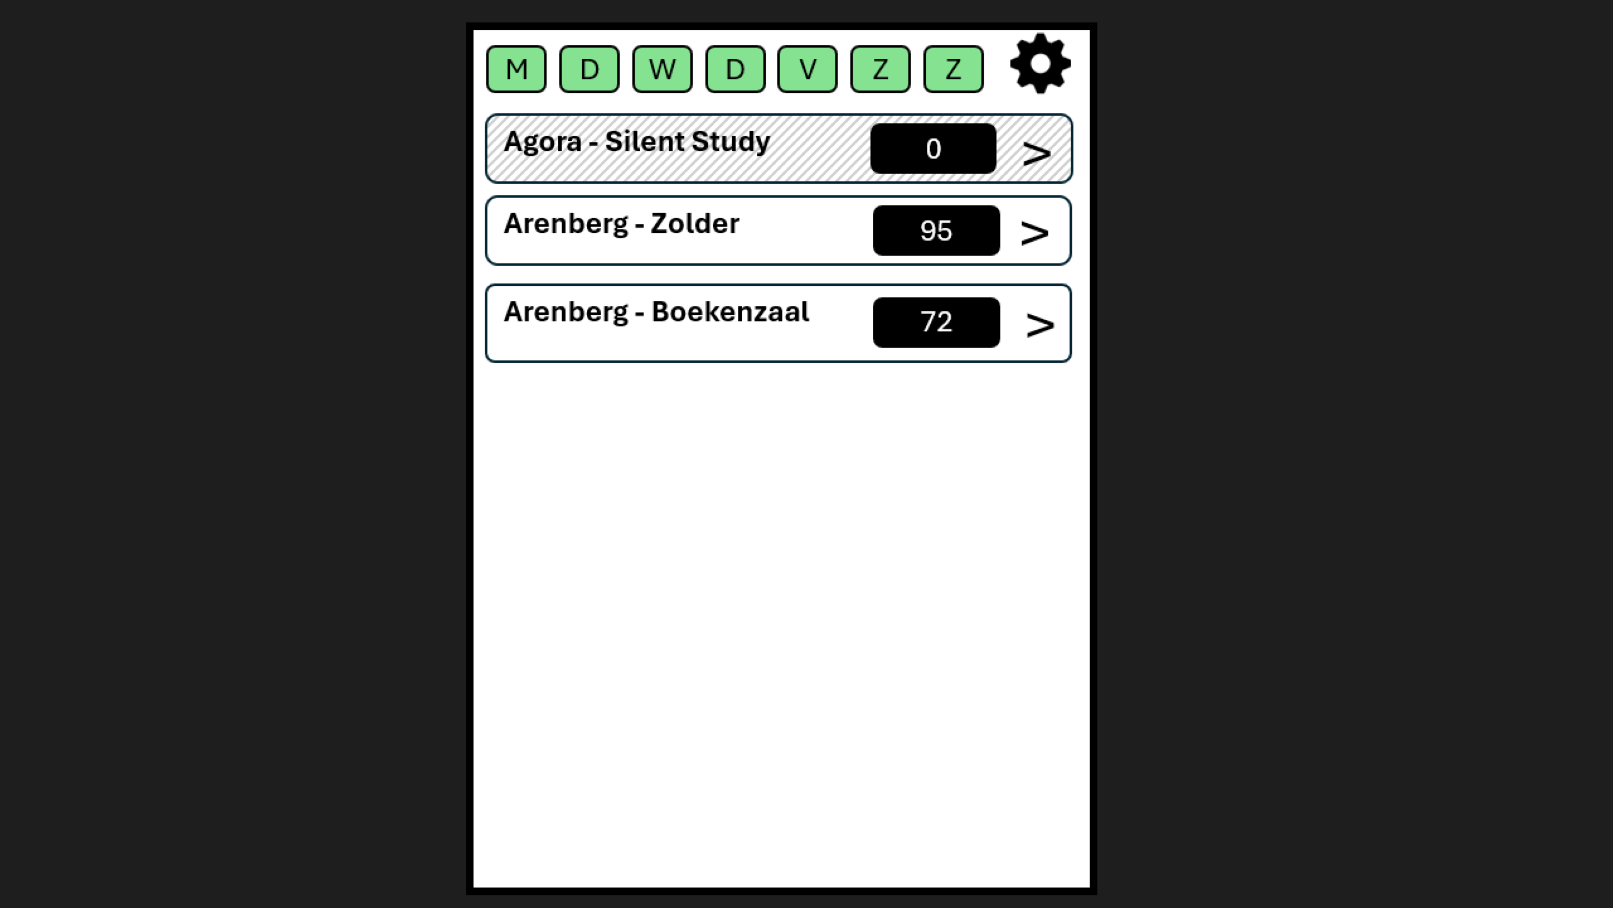 M D W D V Z Z
Agora - Silent Study 0 >
Arenberg - Zolder 95 >
Arenberg - Boekenzaal 72 >